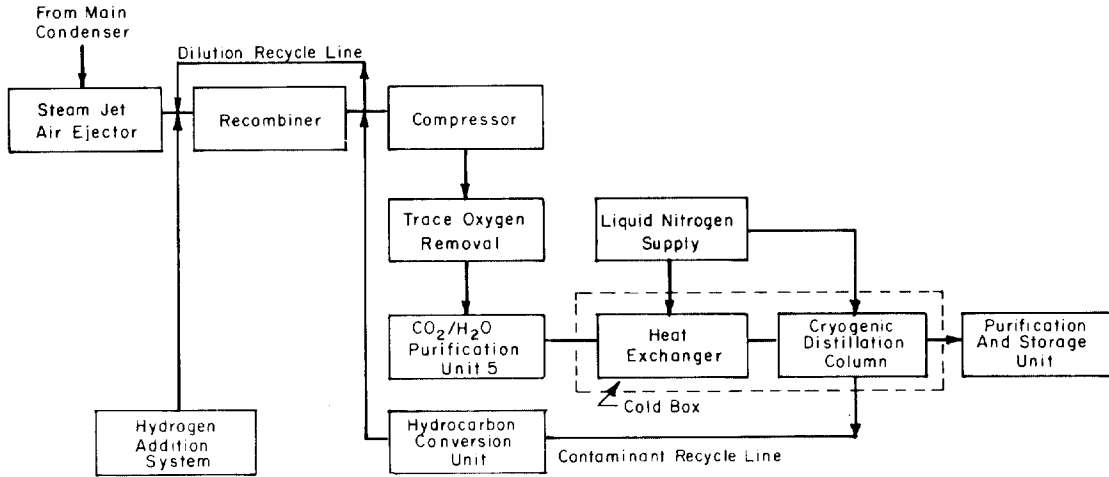 From Main
Condenser
Dilution Recycle Line
Steam Jet
Air Ejector
Recombiner
Compressor
Trace Oxygen
Removal
Liquid Nitrogen
Supply
CO₂/H₂O
Purification
Unit 5
Heat
Exchanger
Cryogenic
Distillation
Column
Purification
And Storage
Unit
Cold Box
Hydrogen
Addition
System
Hydrocarbon
Conversion
Unit
Contaminant Recycle Line